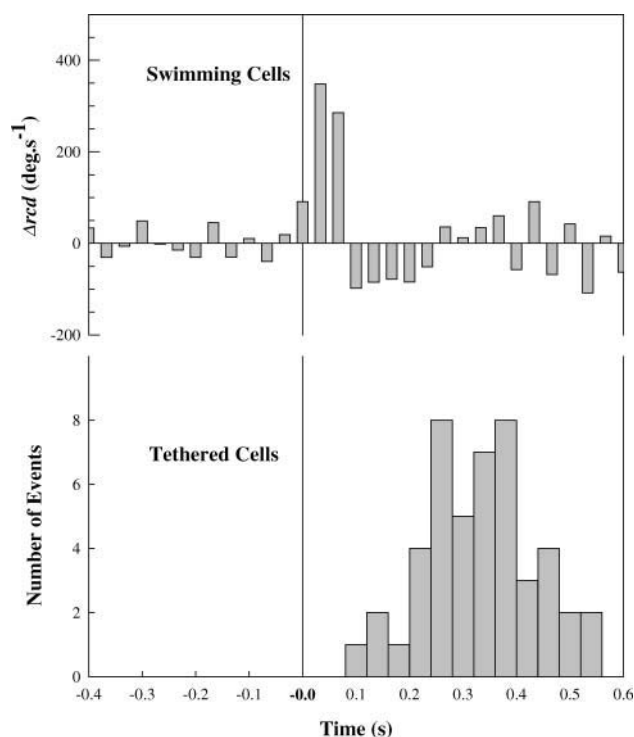 400
Swimming Cells
200
Δrcd (deg.s-1)
0
-200
8
Tethered Cells
6
Number of Events
4
2
0
-0.4 -0.3 -0.2 -0.1 -0.0 0.1 0.2 0.3 0.4 0.5 0.6
Time (s)